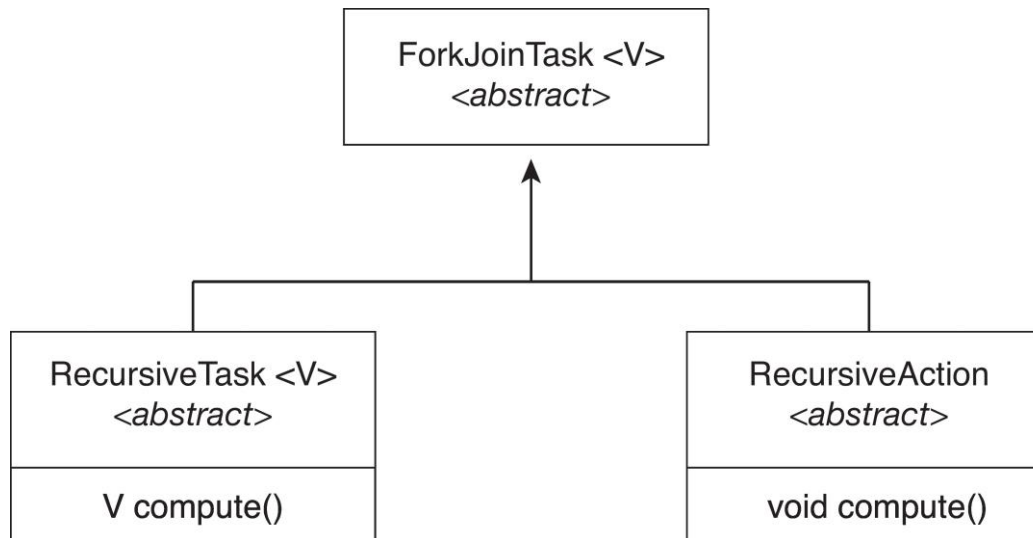 ForkJoinTask <V>
<abstract>
RecursiveTask <V>
<abstract>
V compute()
RecursiveAction
<abstract>
void compute()